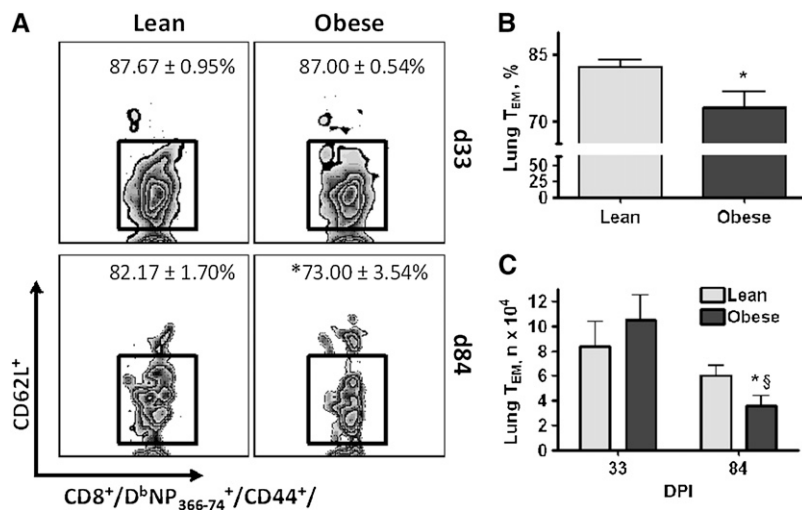 A
Lean
Obese
87.67 ± 0.95%
87.00 ± 0.54%
d33
82.17 ± 1.70%
*73.00 ± 3.54%
d84
CD62L⁺
CD8⁺/DᵇNP₃₆₆₋₇₄⁺/CD44⁺/
B
Lung T_EM, %
85
70
50
25
0
*
Lean
Obese
C
Lung T_EM, n x 10⁴
12
10
8
6
4
2
0
Lean
Obese
* §
33
84
DPI